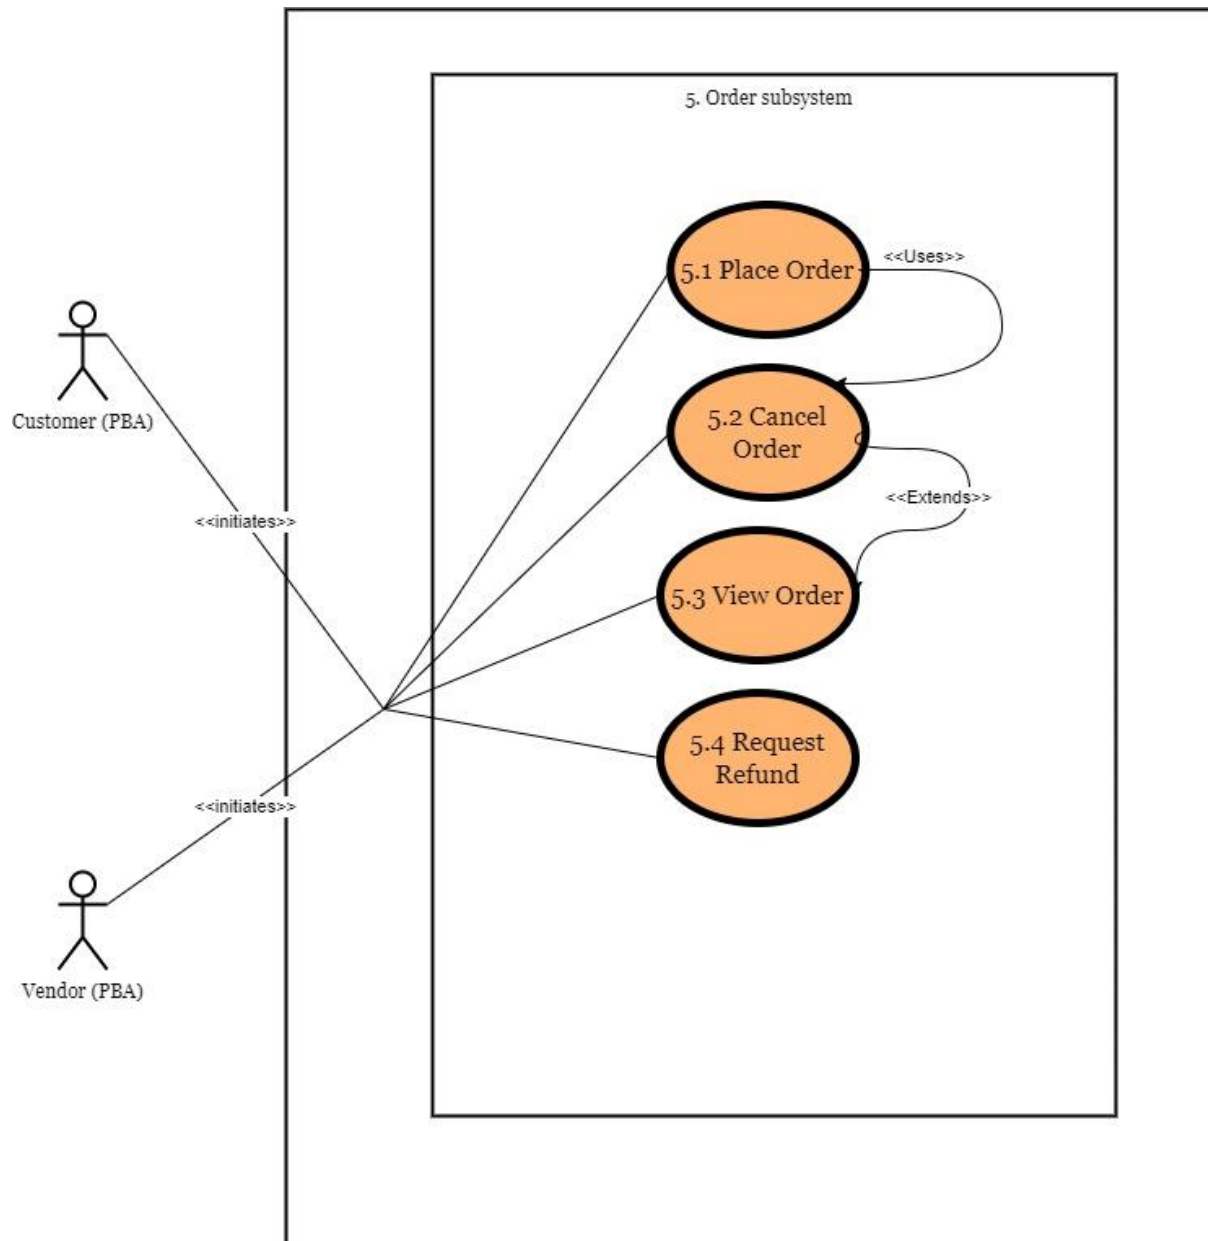 5. Order subsystem
5.1 Place Order
<<Uses>>
Customer (PBA)
5.2 Cancel
Order
<<Extends>>
<<initiates>>
5.3 View Order
5.4 Request
Refund
<<initiates>>
Vendor (PBA)